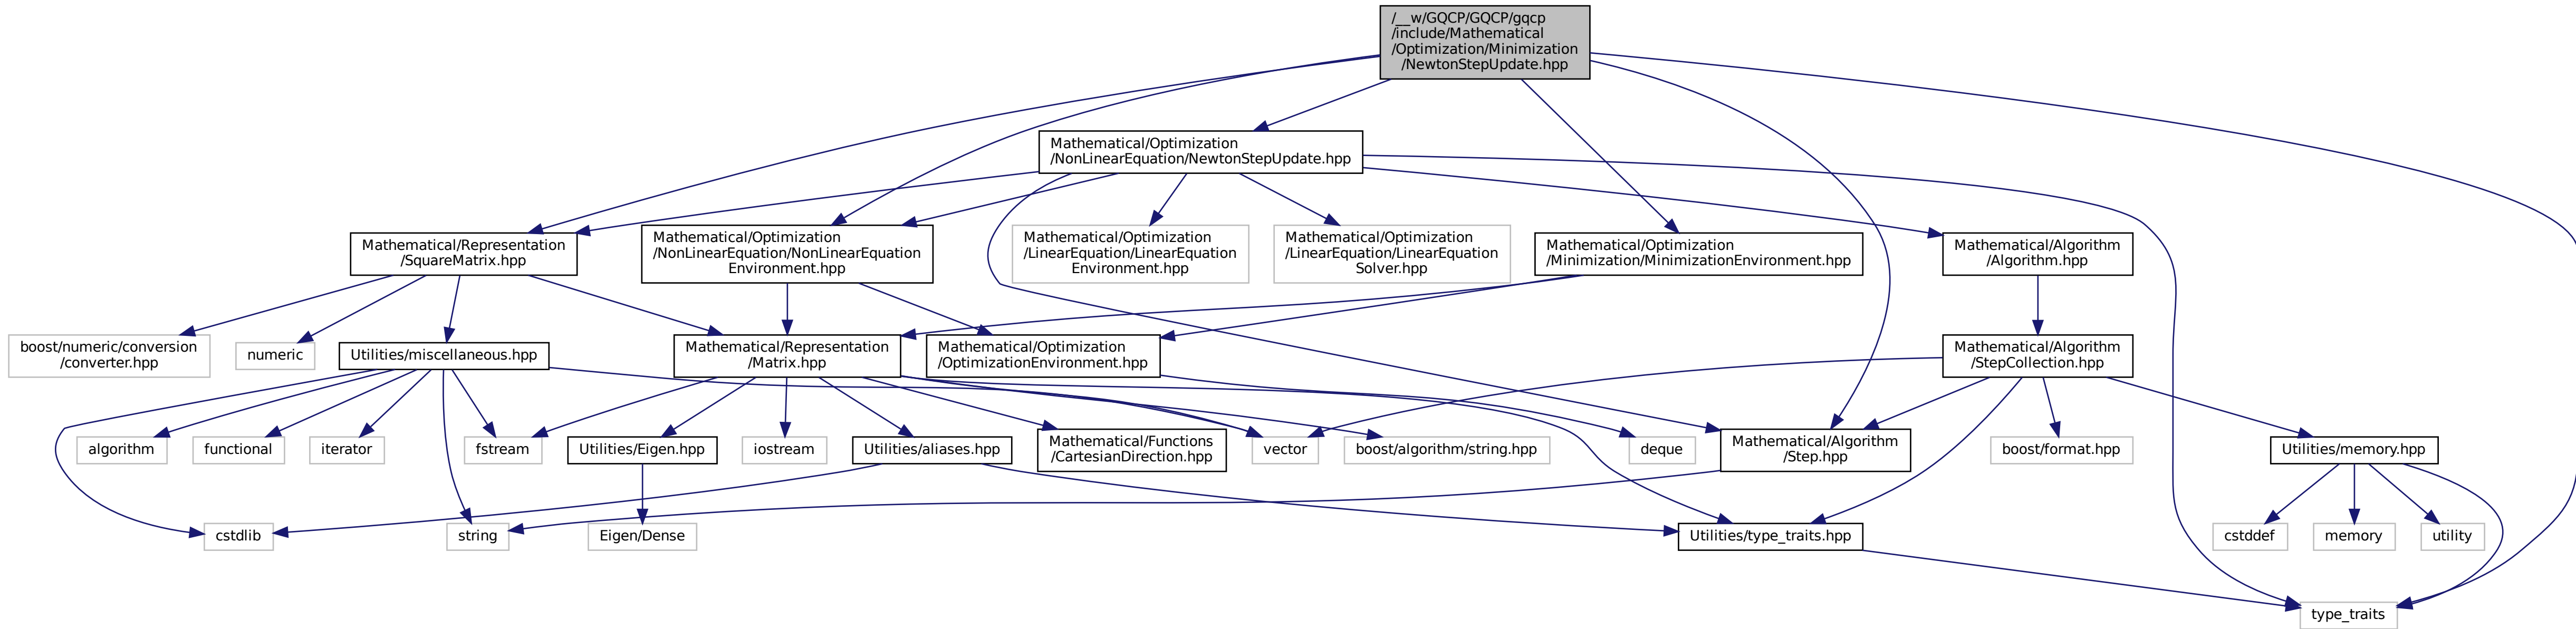 /__w/GQCP/GQCP/gqcp
/include/Mathematical
/Optimization/Minimization
/NewtonStepUpdate.hpp
Mathematical/Optimization
/NonLinearEquation/NewtonStepUpdate.hpp
Mathematical/Representation
/SquareMatrix.hpp
Mathematical/Optimization
/NonLinearEquation/NonLinearEquation
Environment.hpp
Mathematical/Optimization
/LinearEquation/LinearEquation
Environment.hpp
Mathematical/Optimization
/LinearEquation/LinearEquation
Solver.hpp
Mathematical/Optimization
/Minimization/MinimizationEnvironment.hpp
Mathematical/Algorithm
/Algorithm.hpp
boost/numeric/conversion
/converter.hpp
numeric
Utilities/miscellaneous.hpp
Mathematical/Representation
/Matrix.hpp
Mathematical/Optimization
/OptimizationEnvironment.hpp
Mathematical/Algorithm
/StepCollection.hpp
algorithm
functional
iterator
fstream
Utilities/Eigen.hpp
iostream
Utilities/aliases.hpp
Mathematical/Functions
/CartesianDirection.hpp
vector
boost/algorithm/string.hpp
deque
Mathematical/Algorithm
/Step.hpp
boost/format.hpp
Utilities/memory.hpp
cstdlib
string
Eigen/Dense
Utilities/type_traits.hpp
cstddef
memory
utility
type_traits